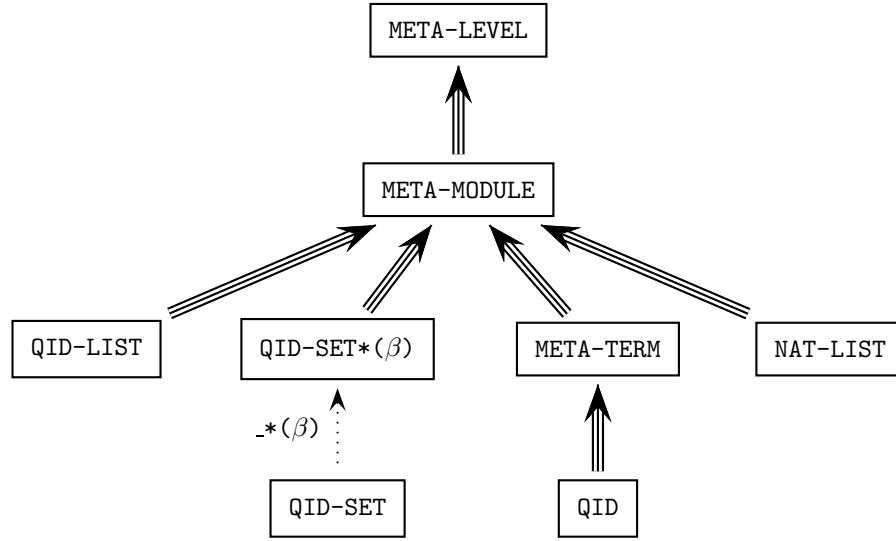 META-LEVEL
META-MODULE
QID-LIST
QID-SET*(β)
META-TERM
NAT-LIST
_*(β)
QID-SET
QID